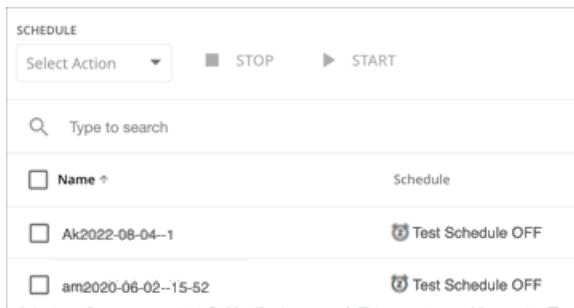 SCHEDULE
Select Action STOP START
Type to search
Name ↑ Schedule
Ak2022-08-04--1 Test Schedule OFF
am2020-06-02--15-52 Test Schedule OFF